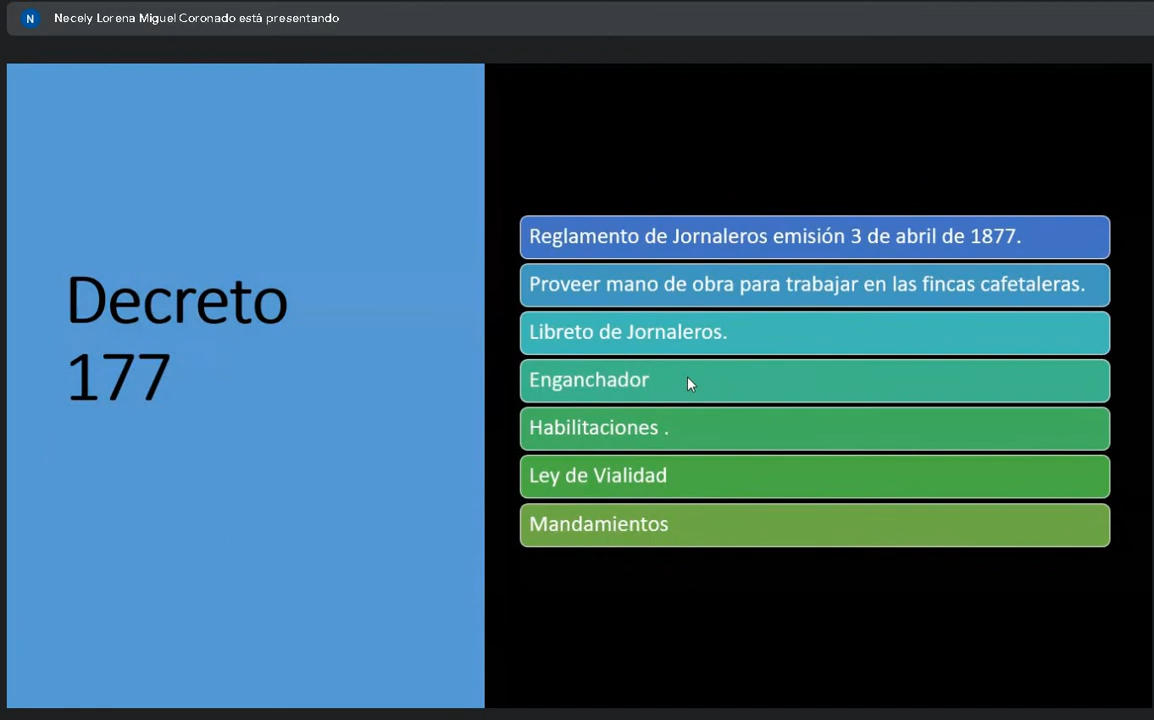 N
Necely Lorena Miguel Coronado está presentando
Decreto
177
Reglamento de Jornaleros emisión 3 de abril de 1877.
Proveer mano de obra para trabajar en las fincas cafetaleras.
Libreto de Jornaleros.
Enganchador
Habilitaciones .
Ley de Vialidad
Mandamientos